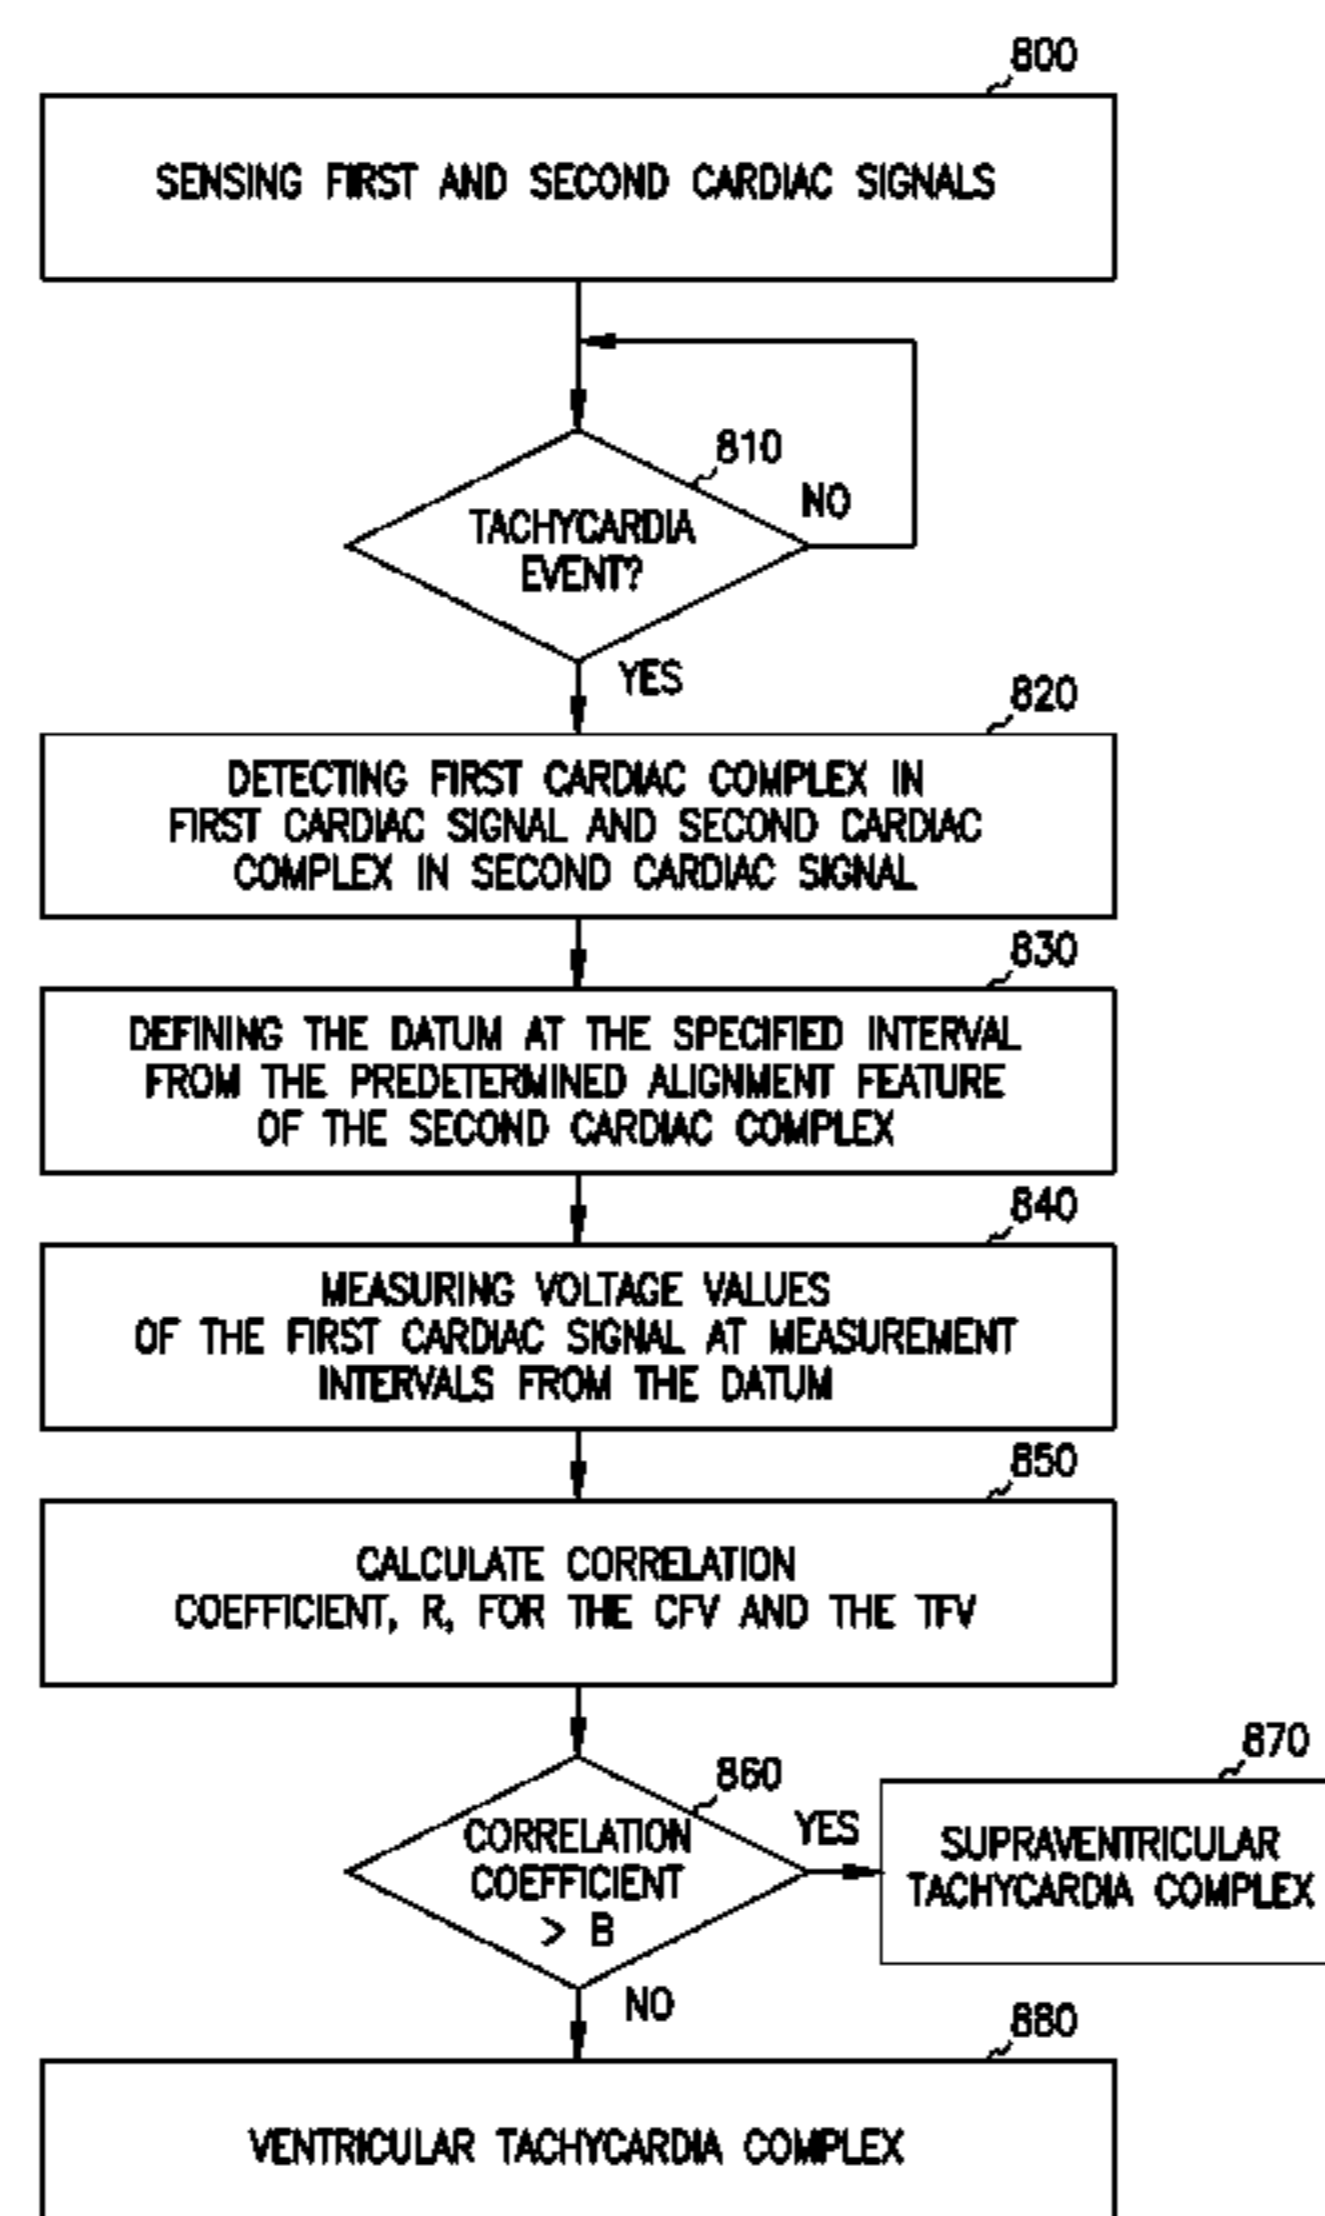 800
SENSING FIRST AND SECOND CARDIAC SIGNALS
810
TACHYCARDIA
EVENT?
NO
YES
820
DETECTING FIRST CARDIAC COMPLEX IN
FIRST CARDIAC SIGNAL AND SECOND CARDIAC
COMPLEX IN SECOND CARDIAC SIGNAL
830
DEFINING THE DATUM AT THE SPECIFIED INTERVAL
FROM THE PREDETERMINED ALIGNMENT FEATURE
OF THE SECOND CARDIAC COMPLEX
840
MEASURING VOLTAGE VALUES
OF THE FIRST CARDIAC SIGNAL AT MEASUREMENT
INTERVALS FROM THE DATUM
850
CALCULATE CORRELATION
COEFFICIENT, R, FOR THE CFV AND THE TFV
860
CORRELATION
COEFFICIENT
> B
YES
870
SUPRAVENTRICULAR
TACHYCARDIA COMPLEX
NO
880
VENTRICULAR TACHYCARDIA COMPLEX